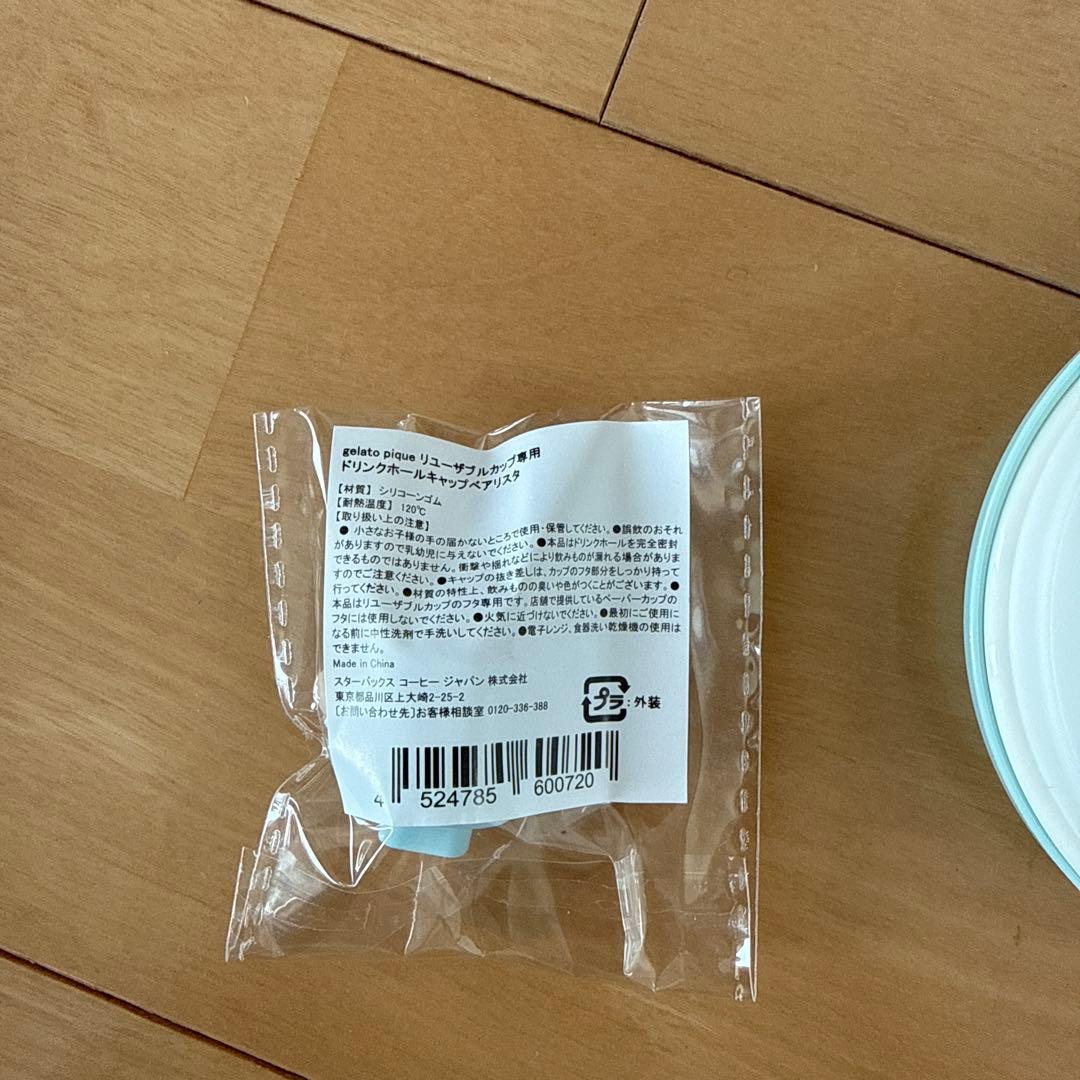 gelato pique リユーザブルカップ専用
ドリンクホールキャップベアリスタ
【材質】 シリコーンゴム
【耐熱温度】 120℃
【取り扱い上の注意】
● 小さなお子様の手の届かないところで使用・保管してください。●誤飲のおそれ
がありますので乳幼児に与えないでください。●本品はドリンクホールを完全密封
できるものではありません。衝撃や揺れなどにより飲みものが漏れる場合がありま
すのでご注意ください。●キャップの抜き差しは、カップのフタ部分をしっかり持って
行ってください。●材質の特性上、飲みものの臭いや色がつくことがございます。●
本品はリユーザブルカップのフタ専用です。店舗で提供しているペーパーカップの
フタには使用しないでください。●火気に近づけないでください。●最初にご使用に
なる前に中性洗剤で手洗いしてください。●電子レンジ、食器洗い乾燥機の使用は
できません。
Made in China
スターバックス コーヒー ジャパン 株式会社
東京都品川区上大崎2-25-2
[お問い合わせ先]お客様相談室 0120-336-388
プラ:外装
4 524785 600720